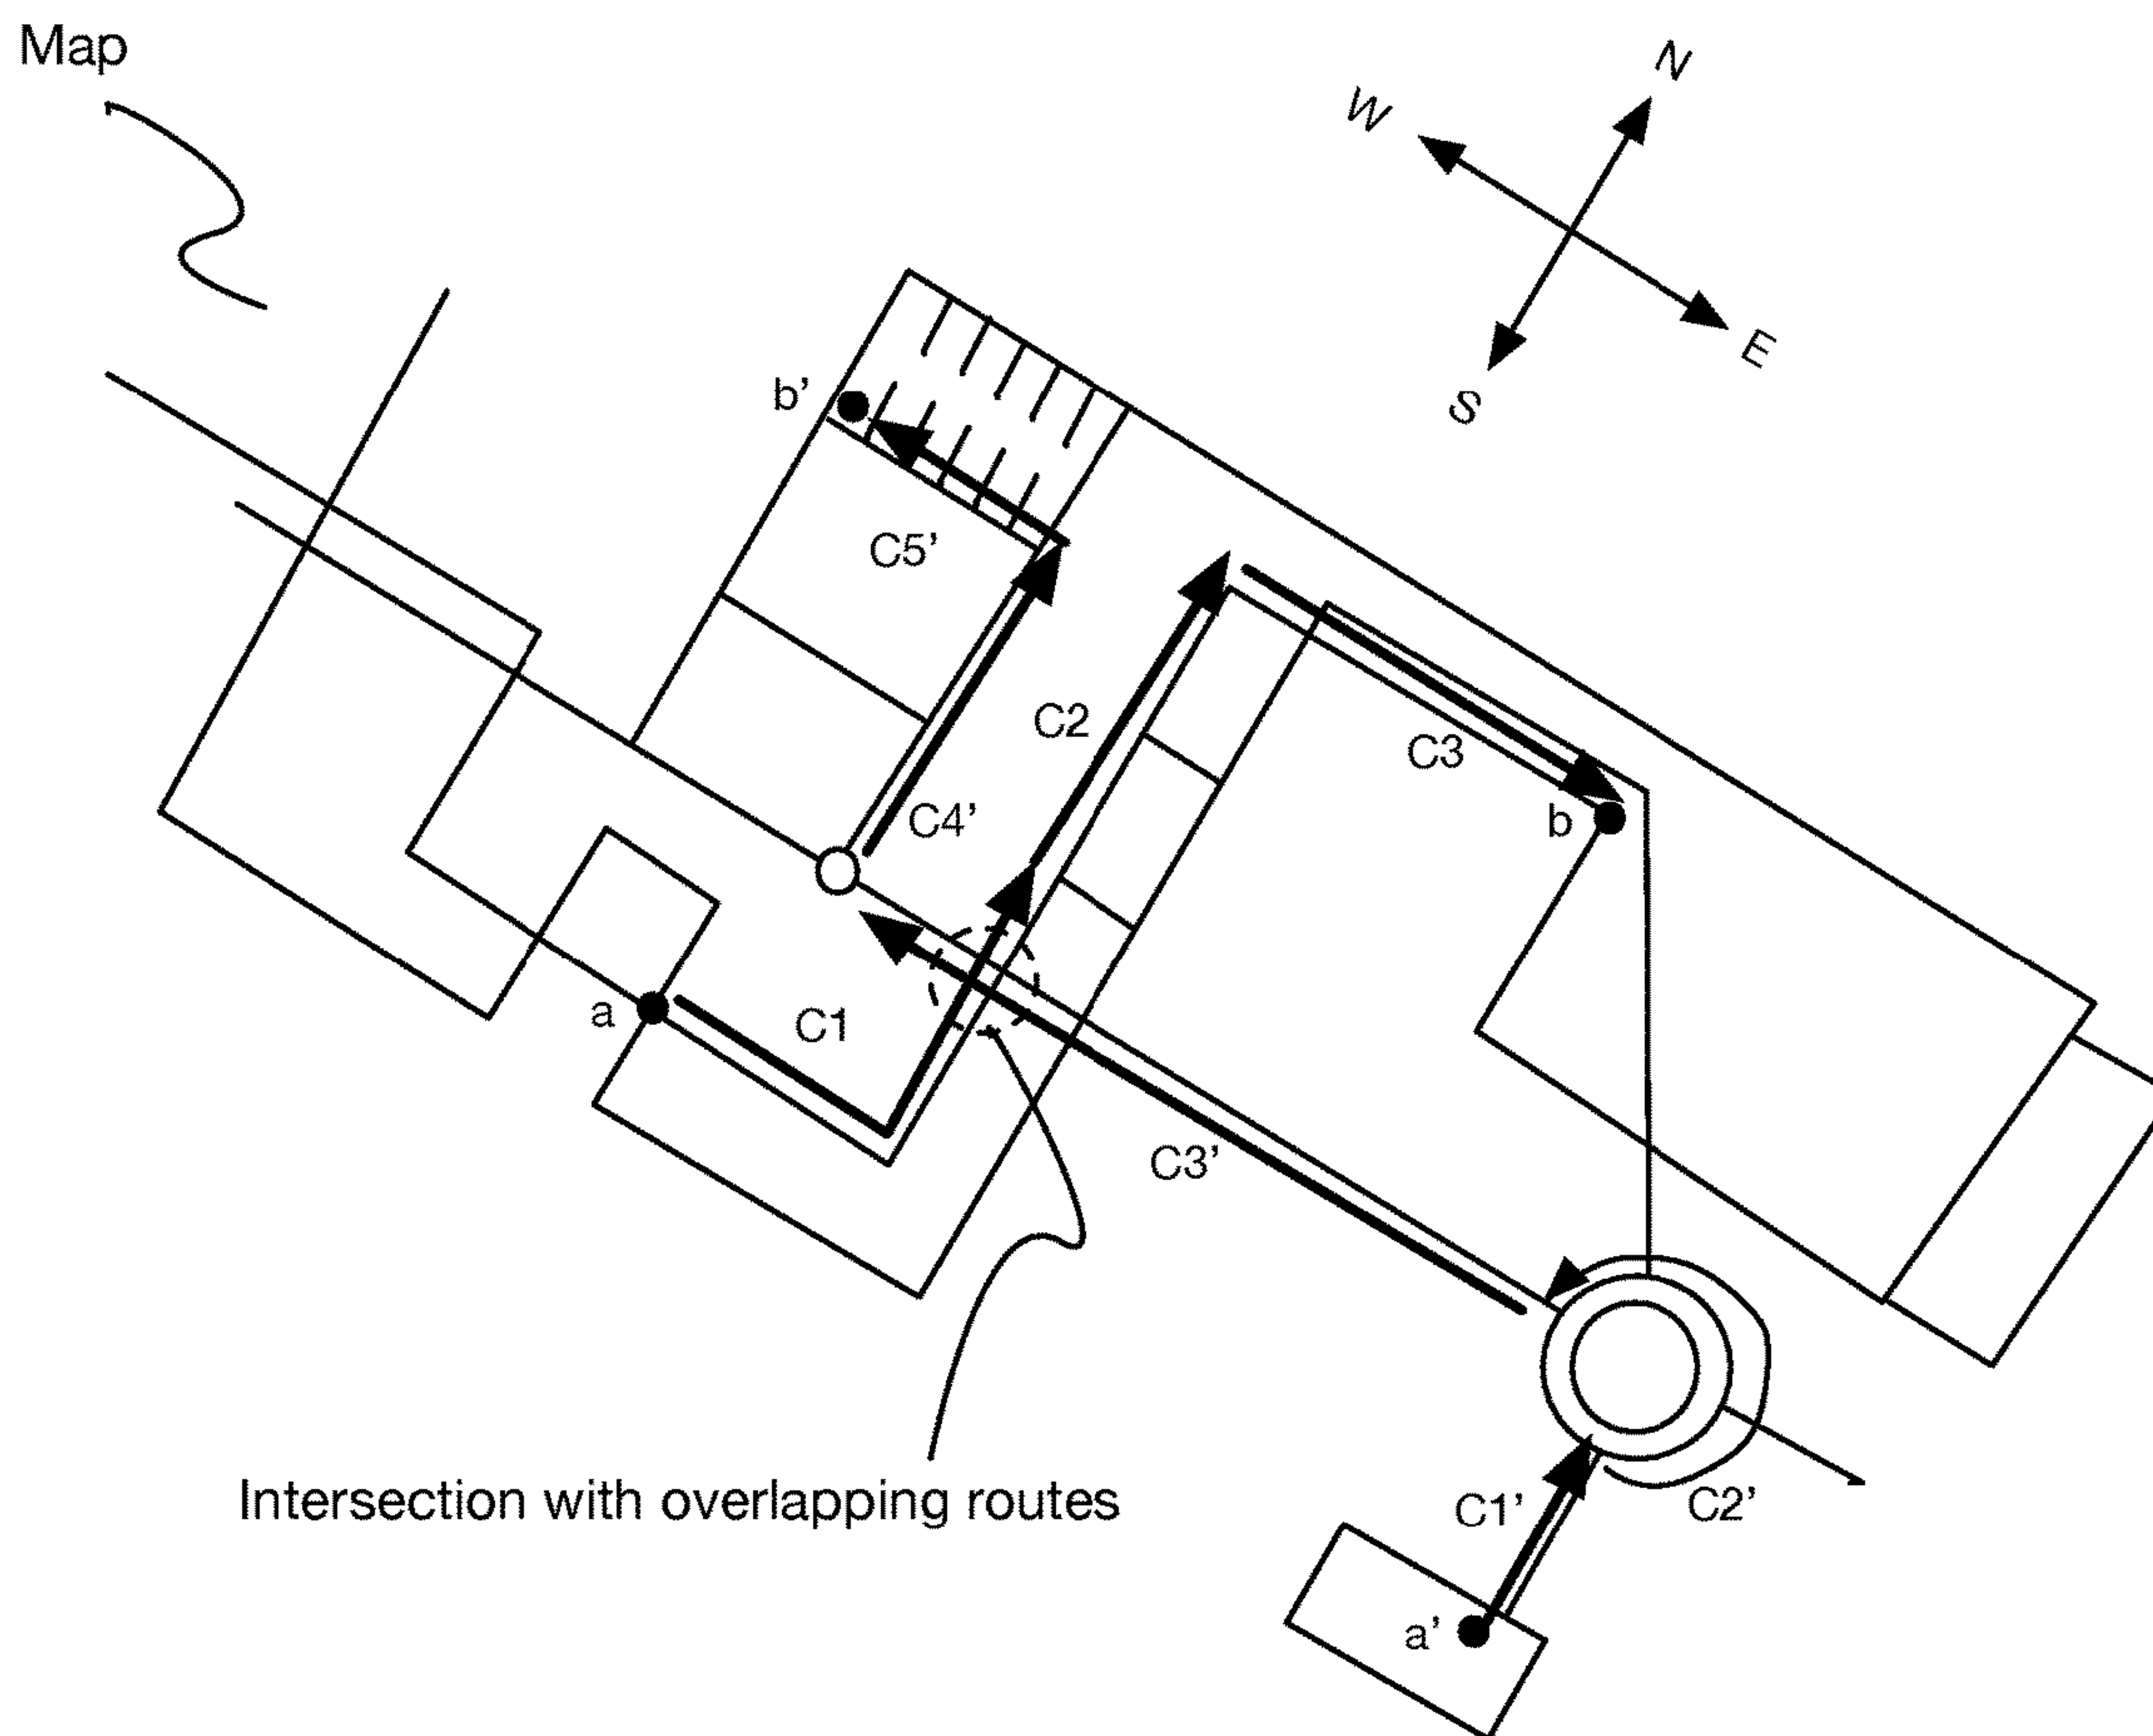 Map
N
W
E
S
b’
C5’
C2
C3
C4’
b
a
C1
C3’
Intersection with overlapping routes
C1’
C2’
a’